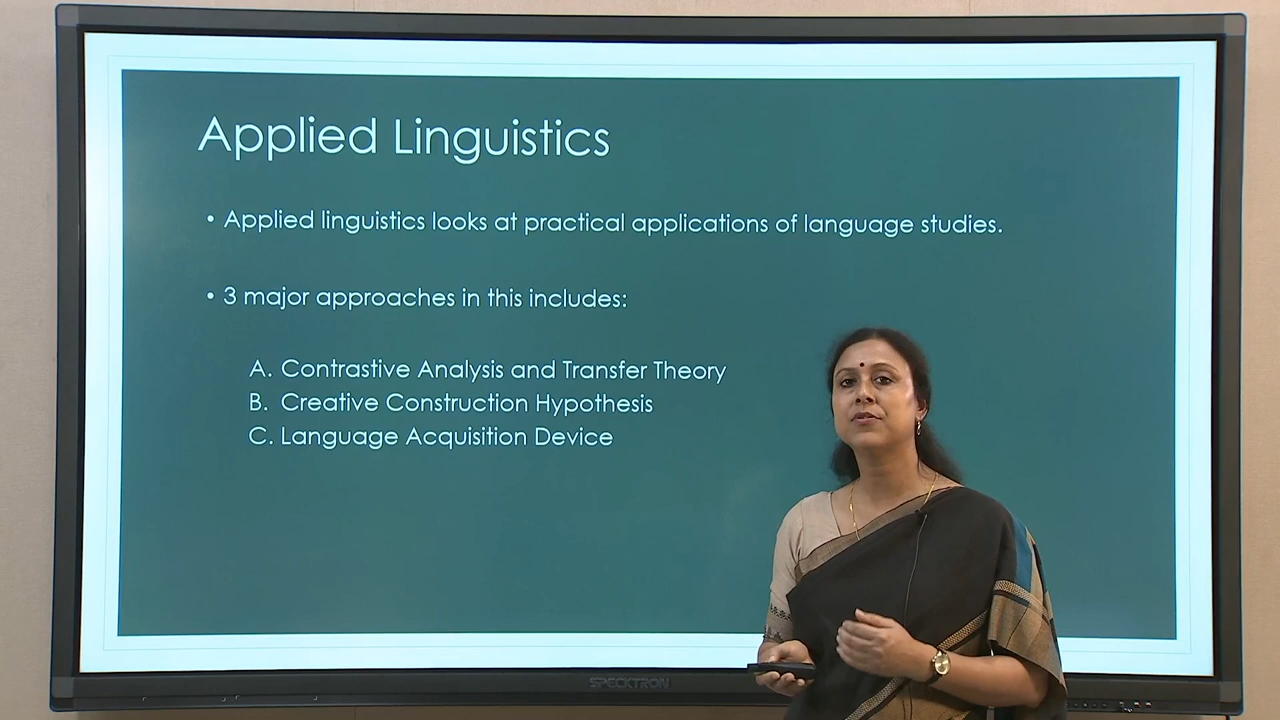 Applied Linguistics
• Applied linguistics looks at practical applications of language studies.
• 3 major approaches in this includes:
A. Contrastive Analysis and Transfer Theory
B. Creative Construction Hypothesis
C. Language Acquisition Device
SPECKTRON